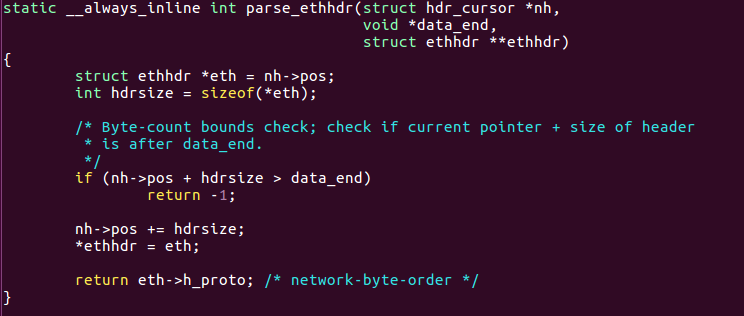 static __always_inline int parse_ethhdr(struct hdr_cursor *nh,
                                        void *data_end,
                                        struct ethhdr **ethhdr)
{
        struct ethhdr *eth = nh->pos;
        int hdrsize = sizeof(*eth);

        /* Byte-count bounds check; check if current pointer + size of header
         * is after data_end.
         */
        if (nh->pos + hdrsize > data_end)
                return -1;

        nh->pos += hdrsize;
        *ethhdr = eth;

        return eth->h_proto; /* network-byte-order */
}